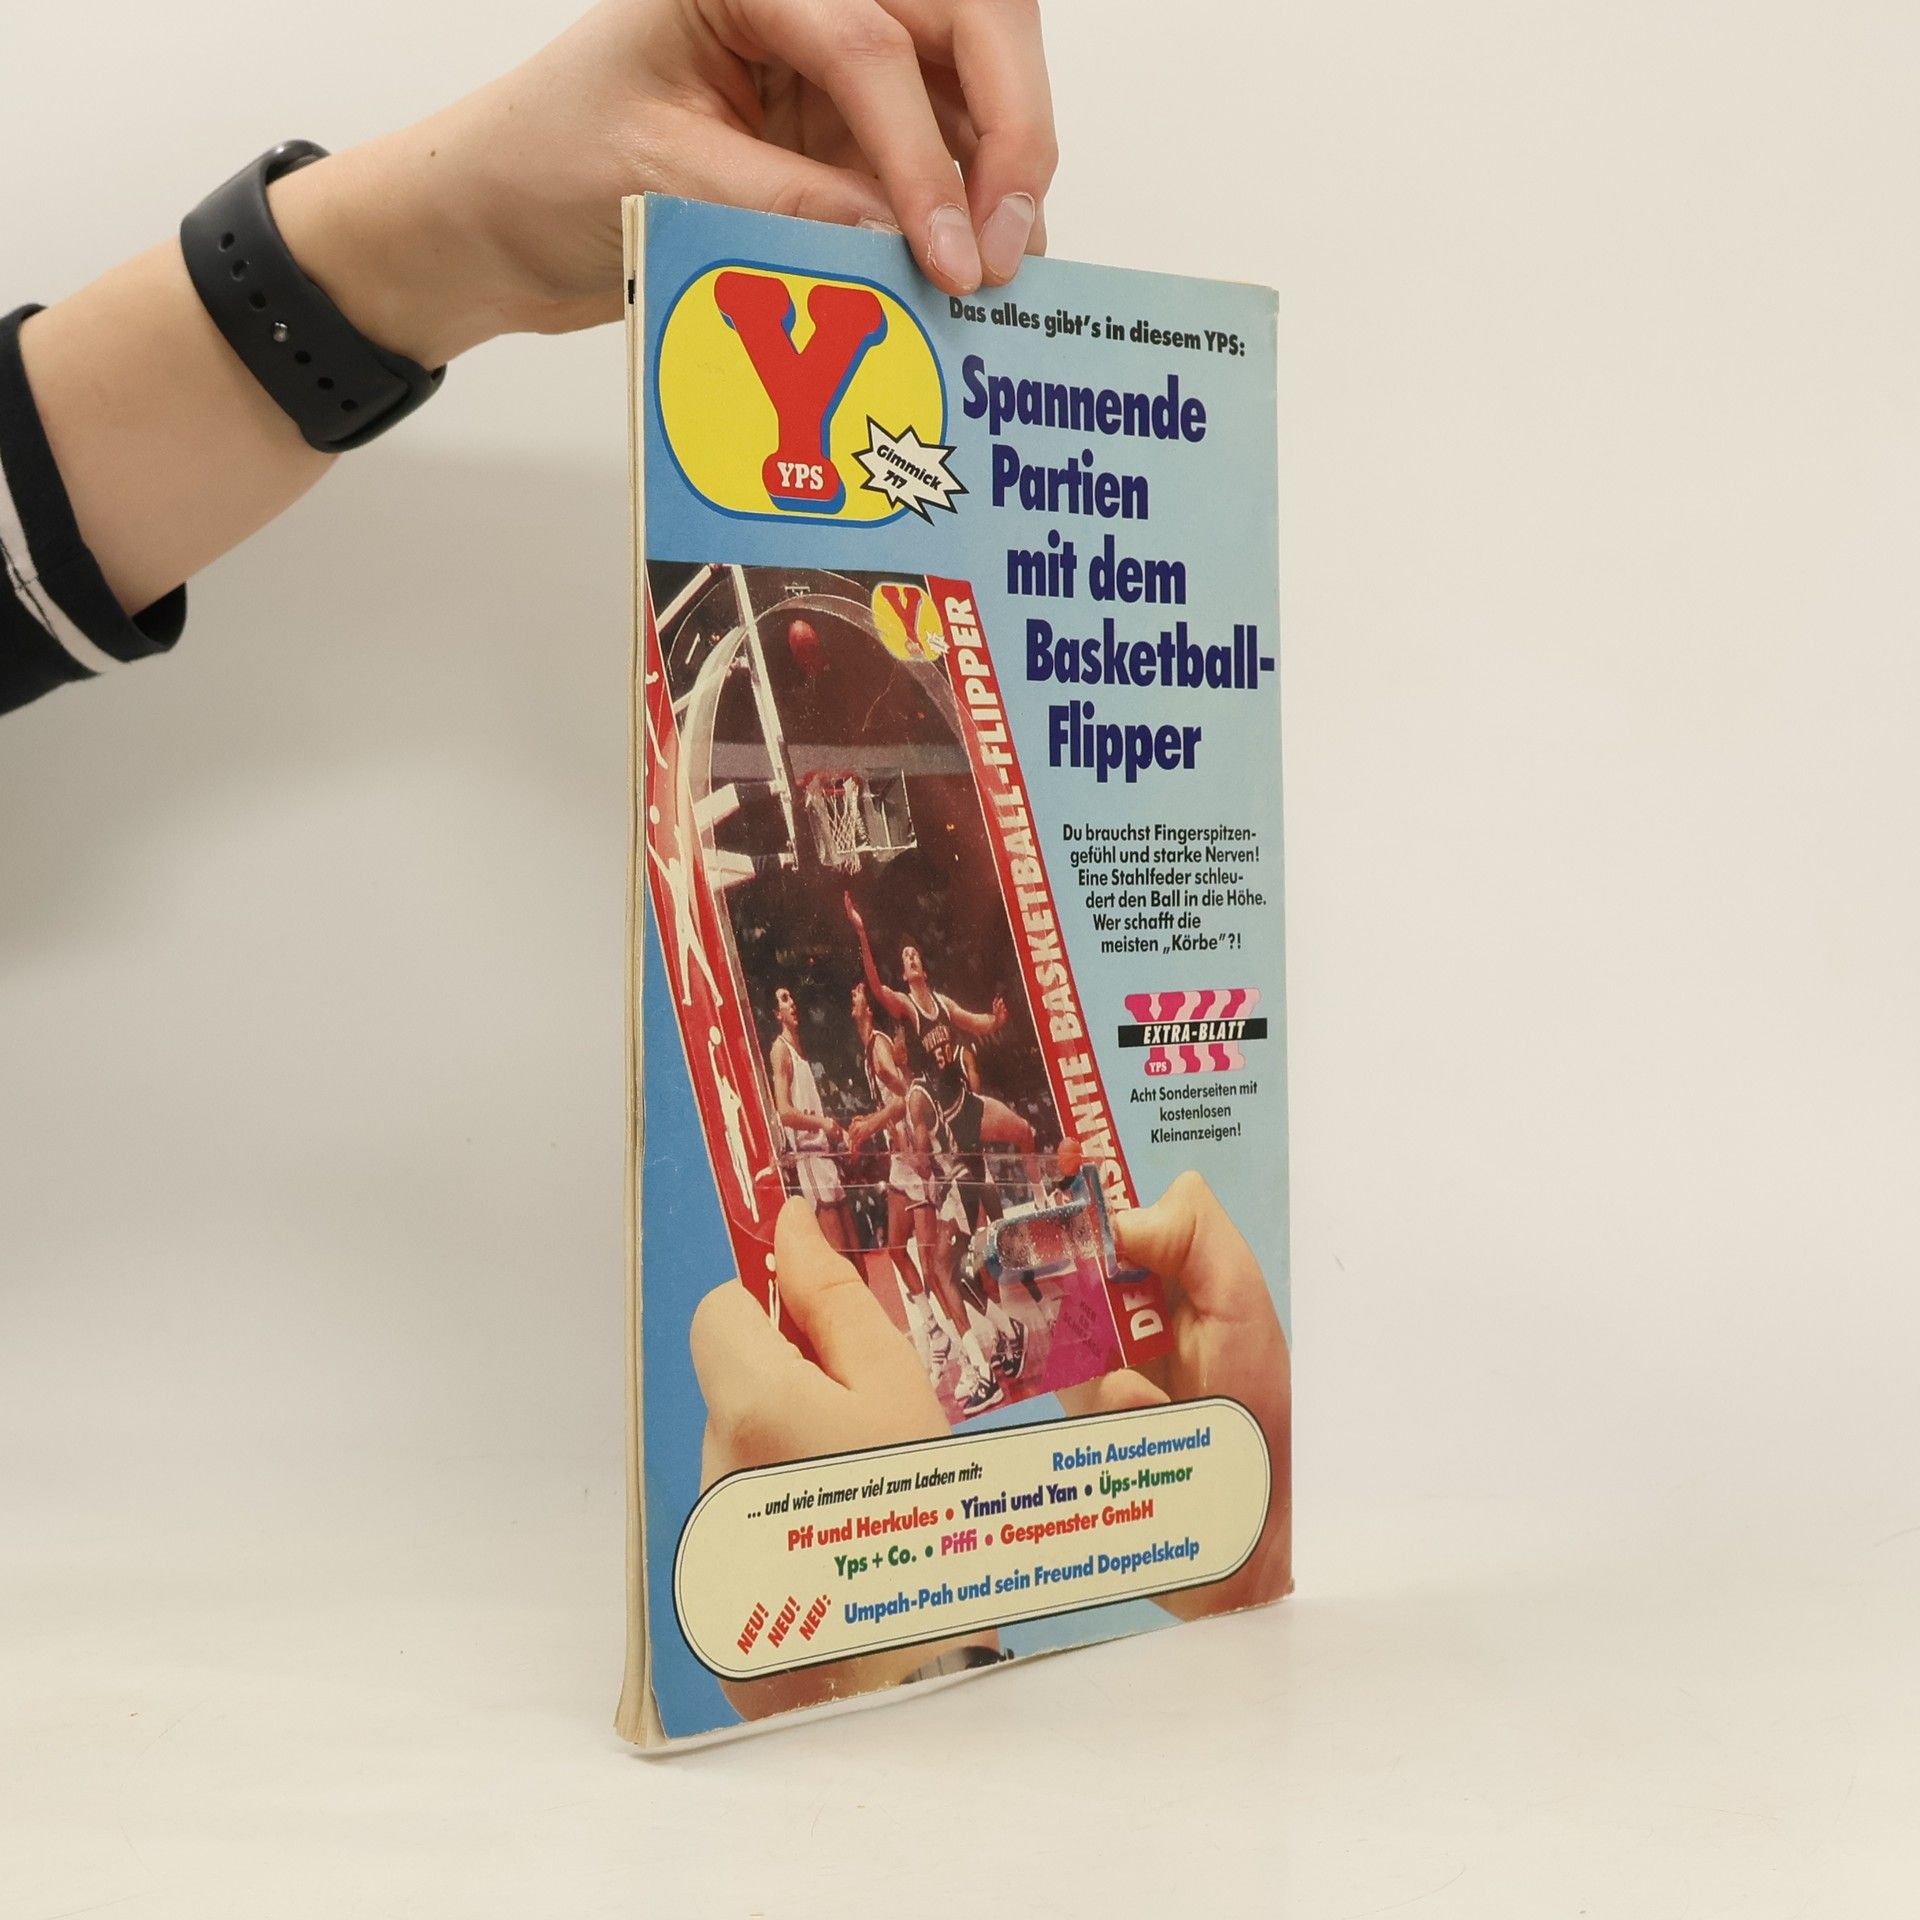 Das alles gibt's in diesem YPS:
YPS
Gimmick
717
Spannende
Partien
mit dem
Basketball-
Flipper
BASKETBALL-FLIPPER
Du brauchst Fingerspitzen-
gefühl und starke Nerven!
Eine Stahlfeder schleu-
dert den Ball in die Höhe.
Wer schafft die
meisten „Körbe"?!
50
EXTRA-BLATT
YPS
Acht Sonderseiten mit
kostenlosen
Kleinanzeigen!
... und wie immer viel zum Lachen mit:
Robin Ausdemwald
Pif und Herkules • Yinni und Yan • Üps-Humor
Yps + Co. • Piffi • Gespenster GmbH
NEU!
NEU!
NEU:
Umpah-Pah und sein Freund Doppelskalp